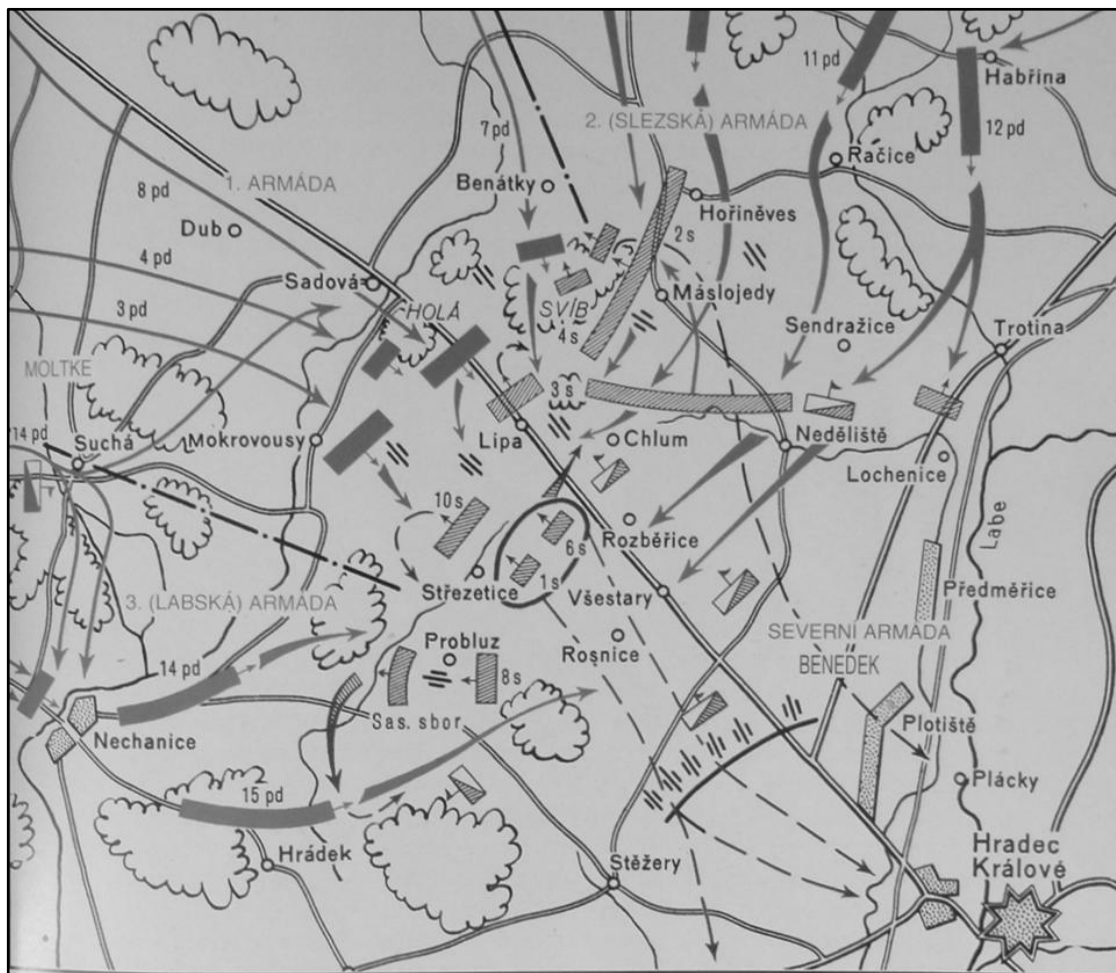 11 pd
Habřina
12 pd
7 pd
2. (SLEZSKÁ) ARMÁDA
Račice
1. ARMÁDA
Benátky
8 pd
Hořiněves
Dub
2 s
4 pd
Sadová
HOLÁ
SVÍB
Máslojedy
3 pd
4 s
Sendražice
Trotina
MOLTKE
3 s
14 pd
Suchá
Mokrovousy
Lípa
Chlum
Neděliště
Lochenice
10 s
Labe
Rozběřice
6 s
Střezetice
1 s
Všestary
Předměřice
3. (LABSKÁ) ARMÁDA
Probluz
Rosnice
SEVERNÍ ARMÁDA
BENEDEK
14 pd
8 s
Sas. sbor
Nechanice
Plotiště
15 pd
Plácky
Hrádek
Stěžery
Hradec
Králové